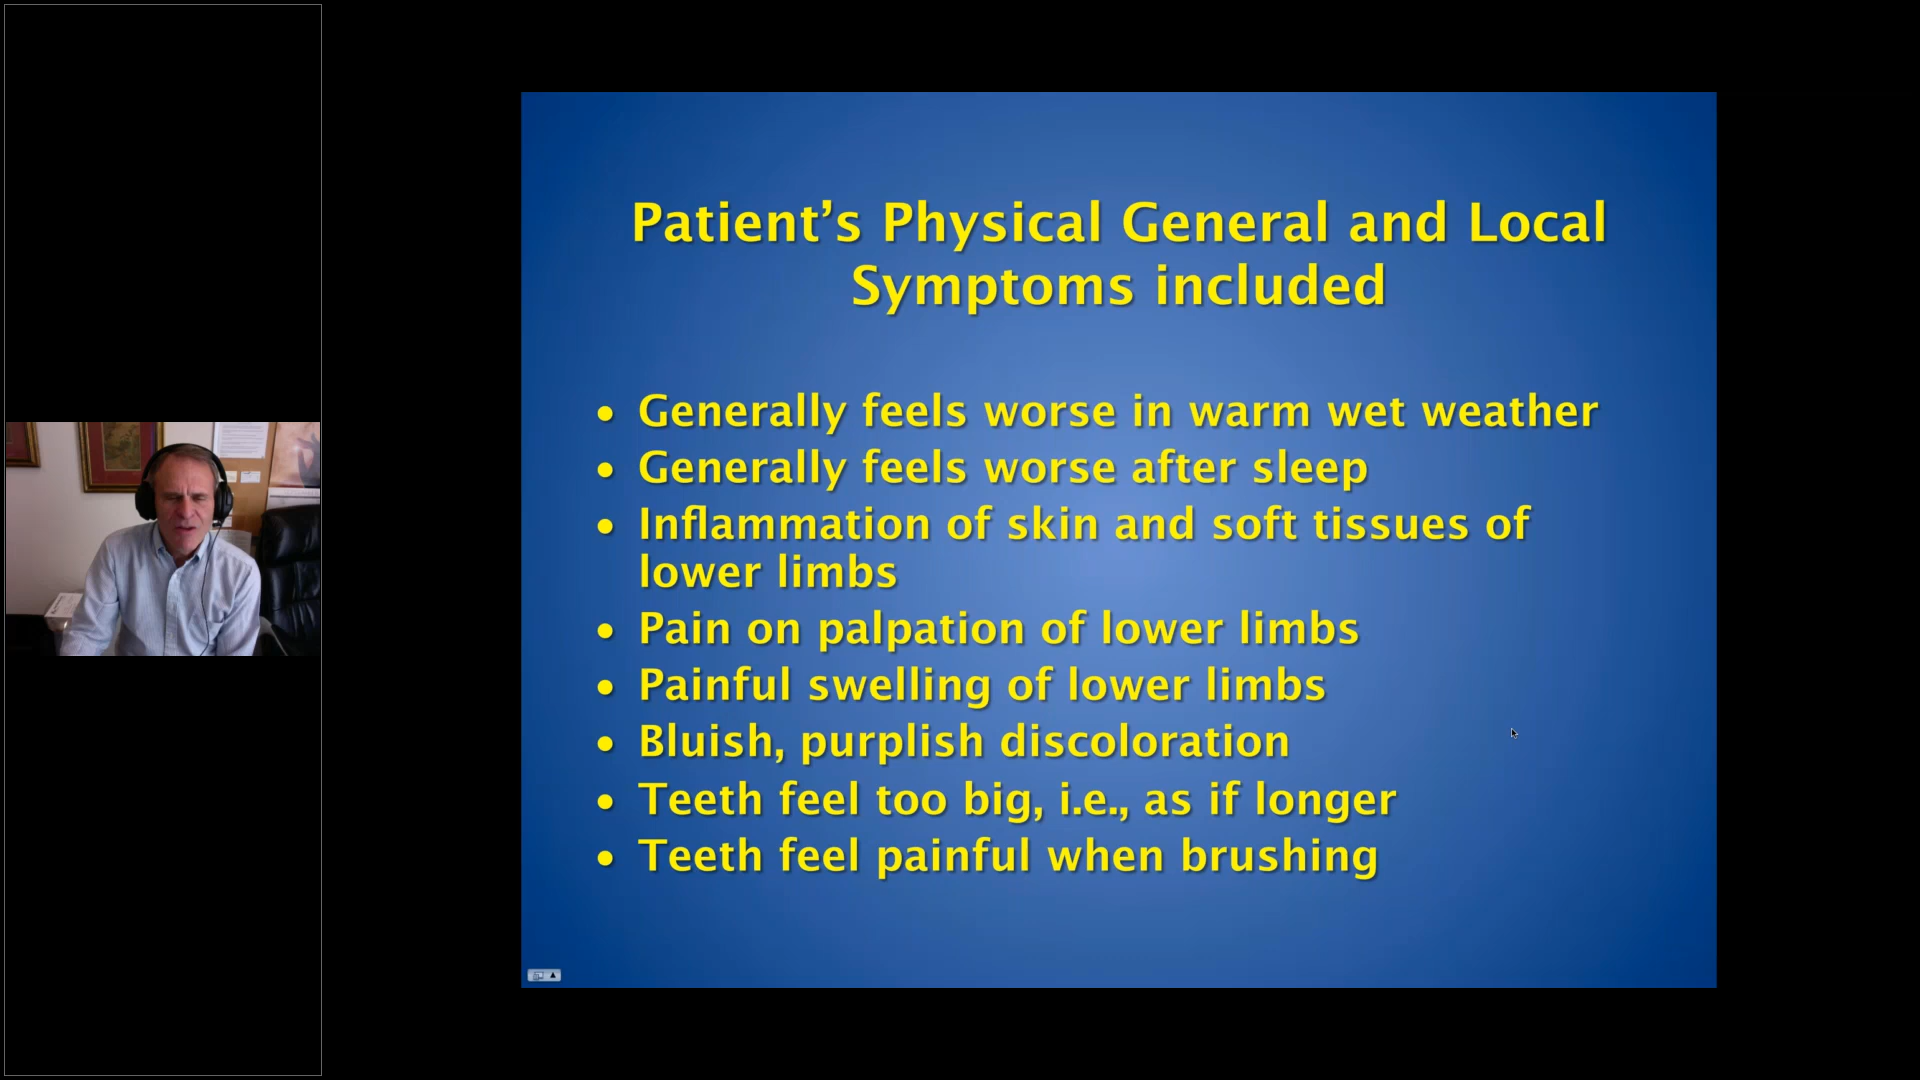 Patient’s Physical General and Local
Symptoms included
• Generally feels worse in warm wet weather
• Generally feels worse after sleep
• Inflammation of skin and soft tissues of
lower limbs
• Pain on palpation of lower limbs
• Painful swelling of lower limbs
• Bluish, purplish discoloration
• Teeth feel too big, i.e., as if longer
• Teeth feel painful when brushing